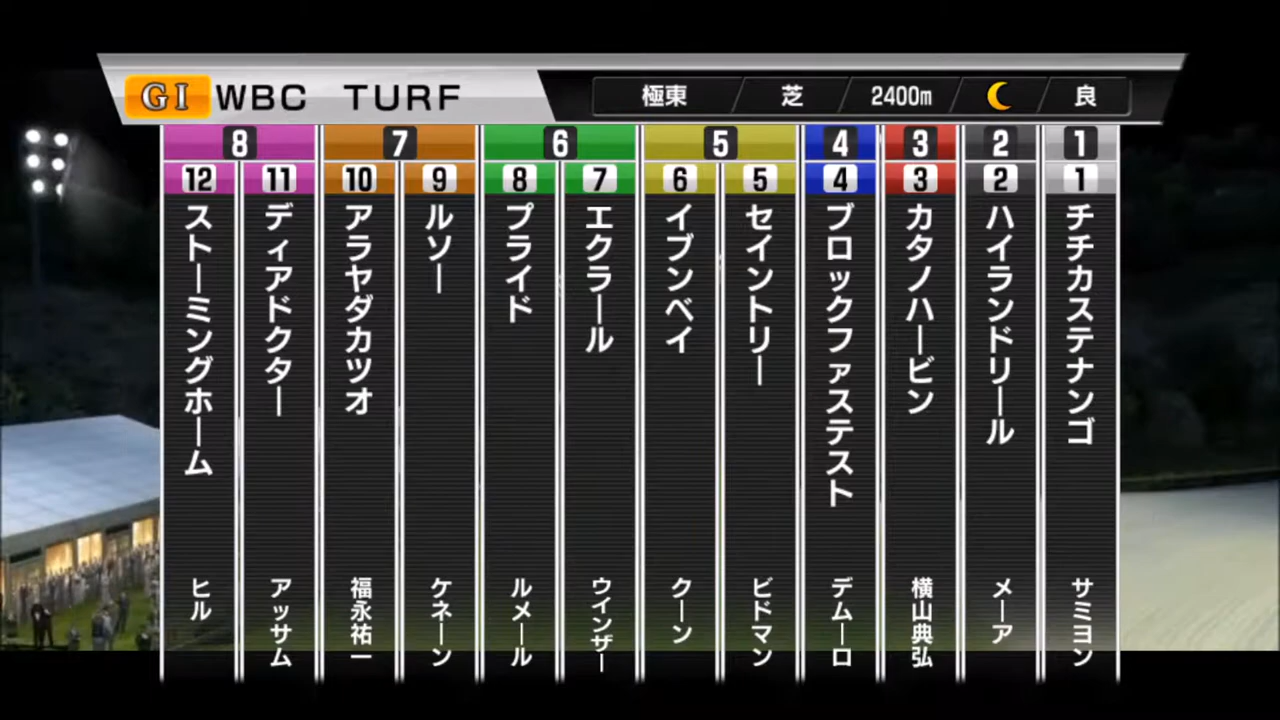 GI WBC TURF 極東 芝 2400m 良
1 1 チチカステナンゴ サミヨン
2 2 ハイランドリール メーア
3 3 カタノハービン 横山典弘
4 4 ブロックファステスト デムーロ
5 5 セイントリー ビドマン
6 イブンベイ クーン
6 7 エクラール ウインザー
8 プライド ルメール
7 9 ルソー ケネーン
10 アラヤダカツオ 福永祐一
8 11 ディアドクター アッサム
12 ストーミングホーム ヒル